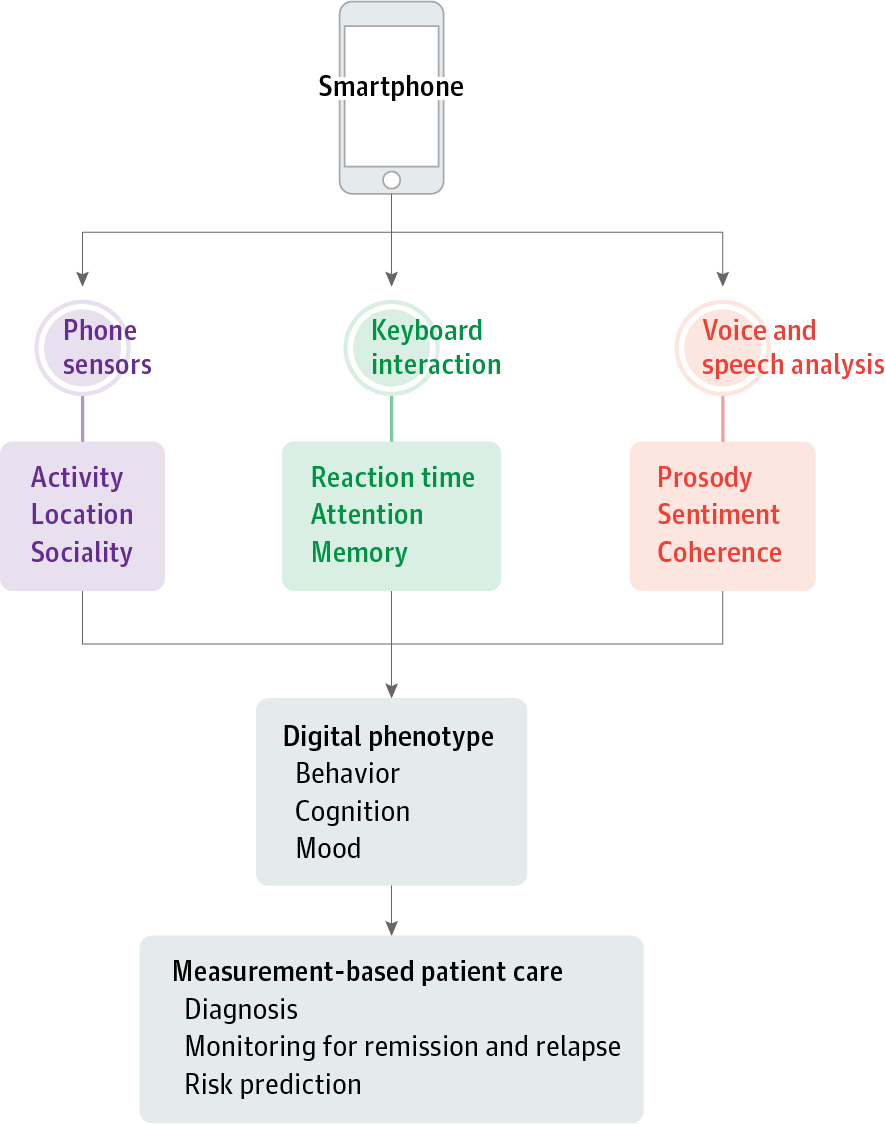 Smartphone
Phone
sensors
Keyboard
interaction
Voice and
speech analysis
Activity
Location
Sociality
Reaction time
Attention
Memory
Prosody
Sentiment
Coherence
Digital phenotype
Behavior
Cognition
Mood
Measurement-based patient care
Diagnosis
Monitoring for remission and relapse
Risk prediction